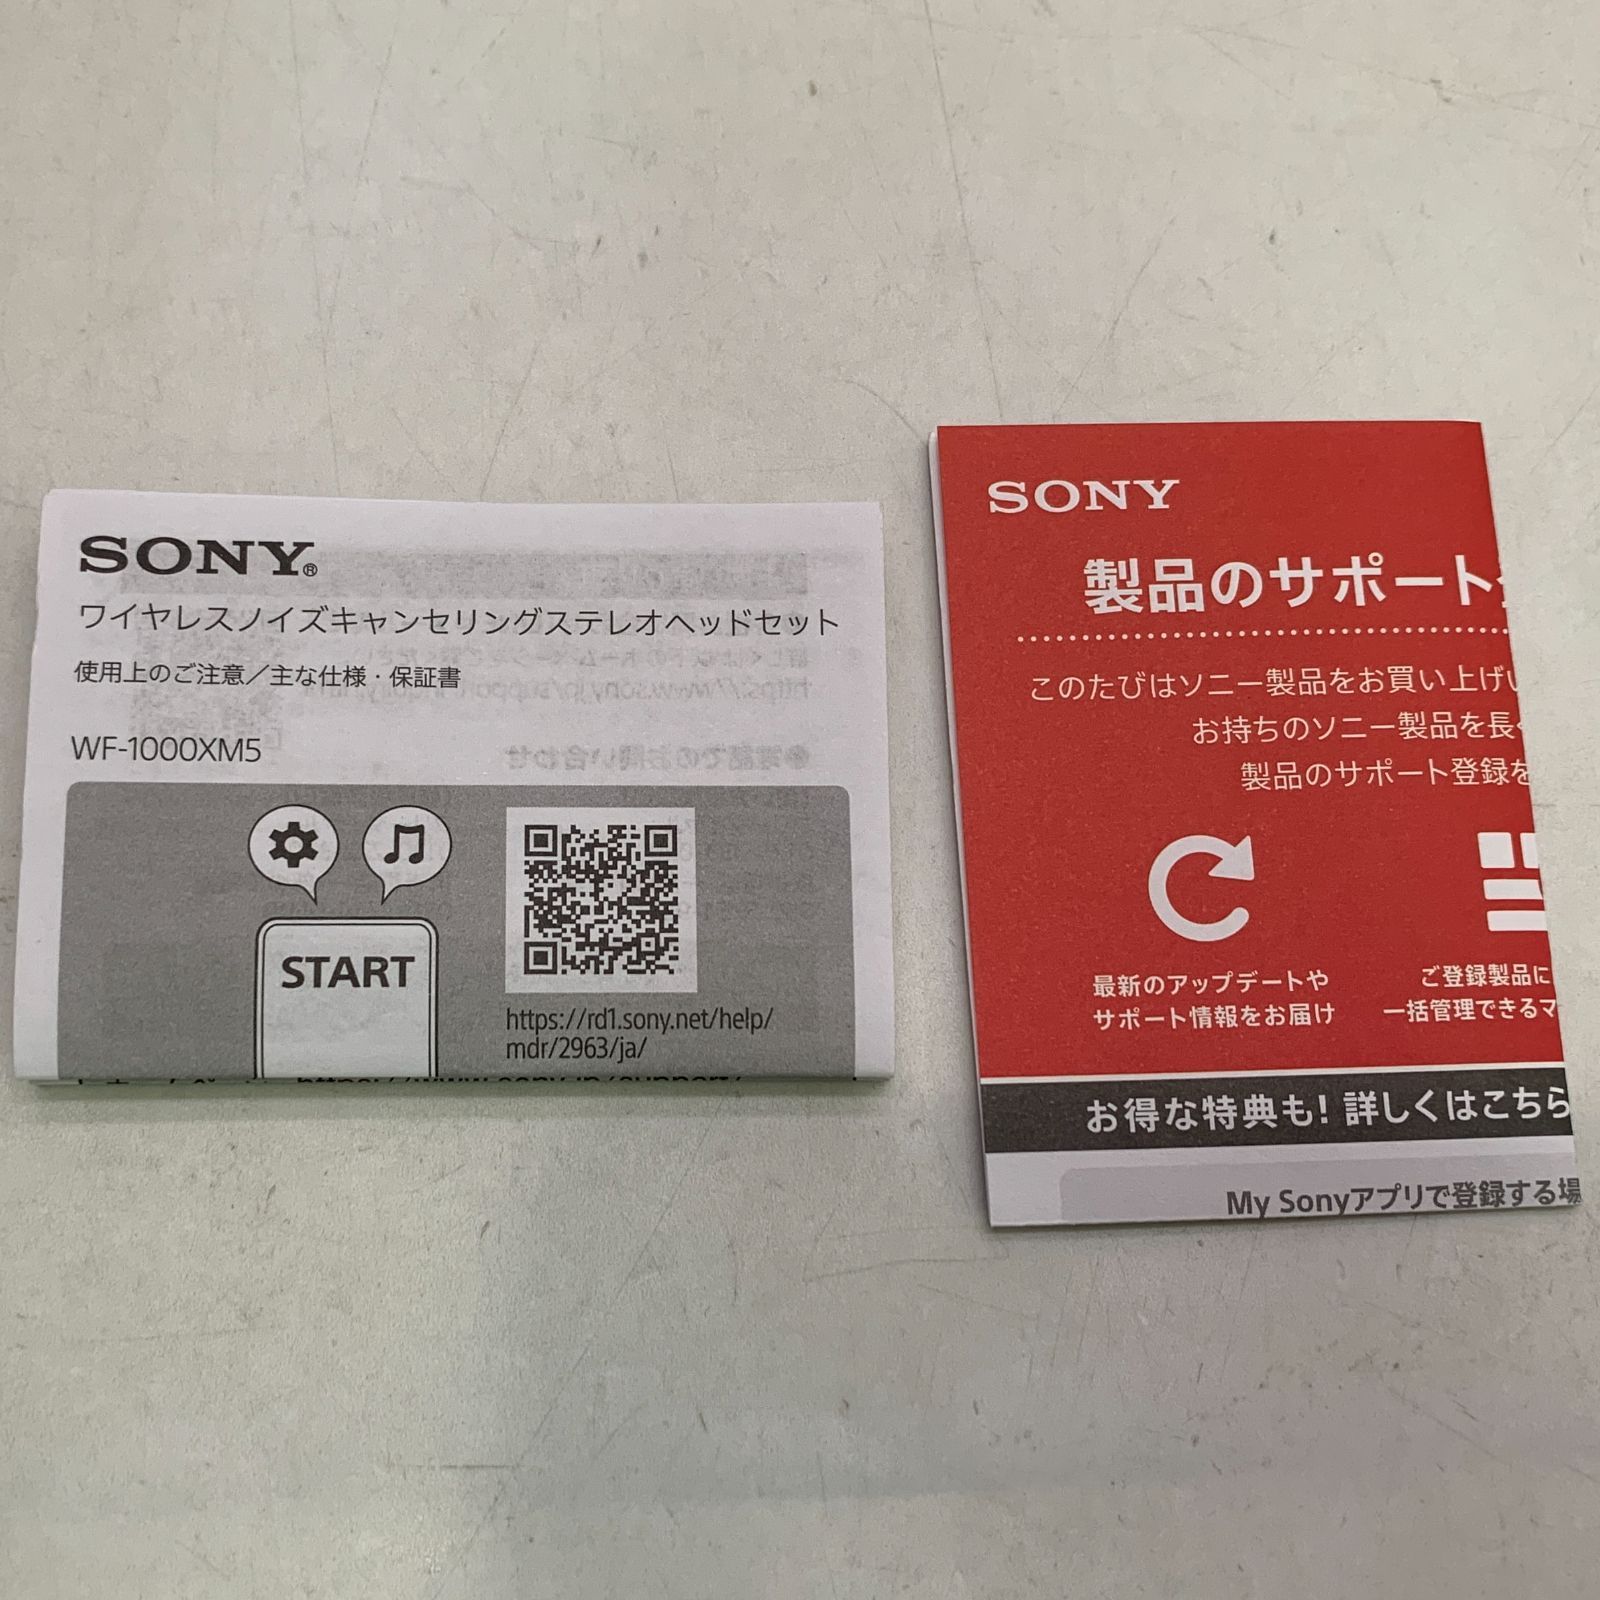 SONY®
ワイヤレスノイズキャンセリングステレオヘッドセット
使用上のご注意／主な仕様・保証書
WF-1000XM5
START
https://rd1.sony.net/help/
mdr/2963/ja/
SONY
製品のサポート
このたびはソニー製品をお買い上げい
お持ちのソニー製品を長く
製品のサポート登録を
最新のアップデートや
サポート情報をお届け
ご登録製品に
一括管理できるマ
お得な特典も! 詳しくはこちら
My Sonyアプリで登録する場